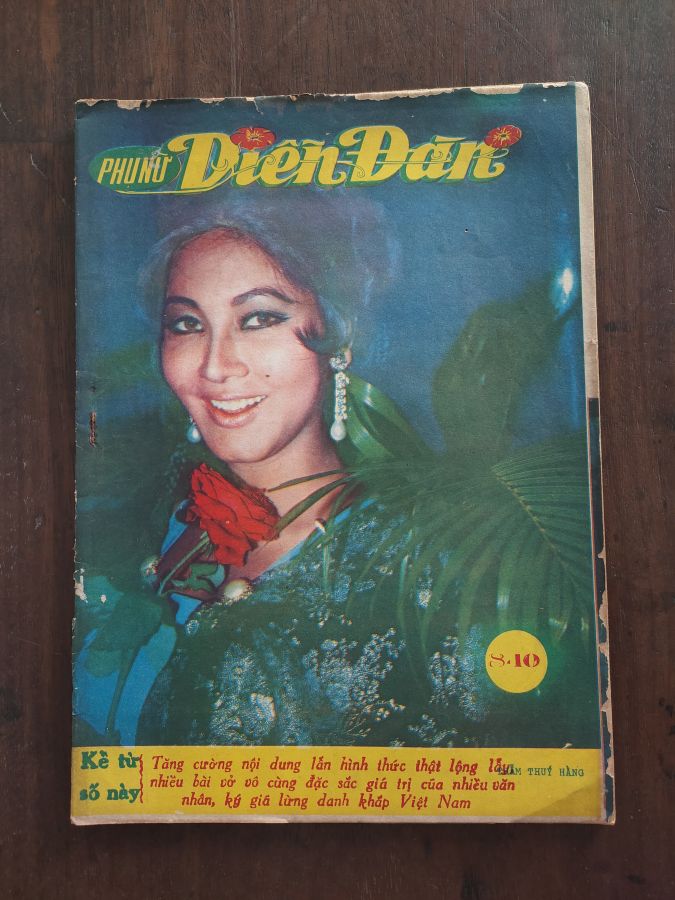 PHỤ NỮ Diễn Đàn
S.10
Kể từ
số này
Tăng cường nội dung lẫn hình thức thật lộng lẫy,
nhiều bài vở vô cùng đặc sắc giá trị của nhiều văn
nhân, ký giả lừng danh khắp Việt Nam
THẨM THUÝ HẰNG